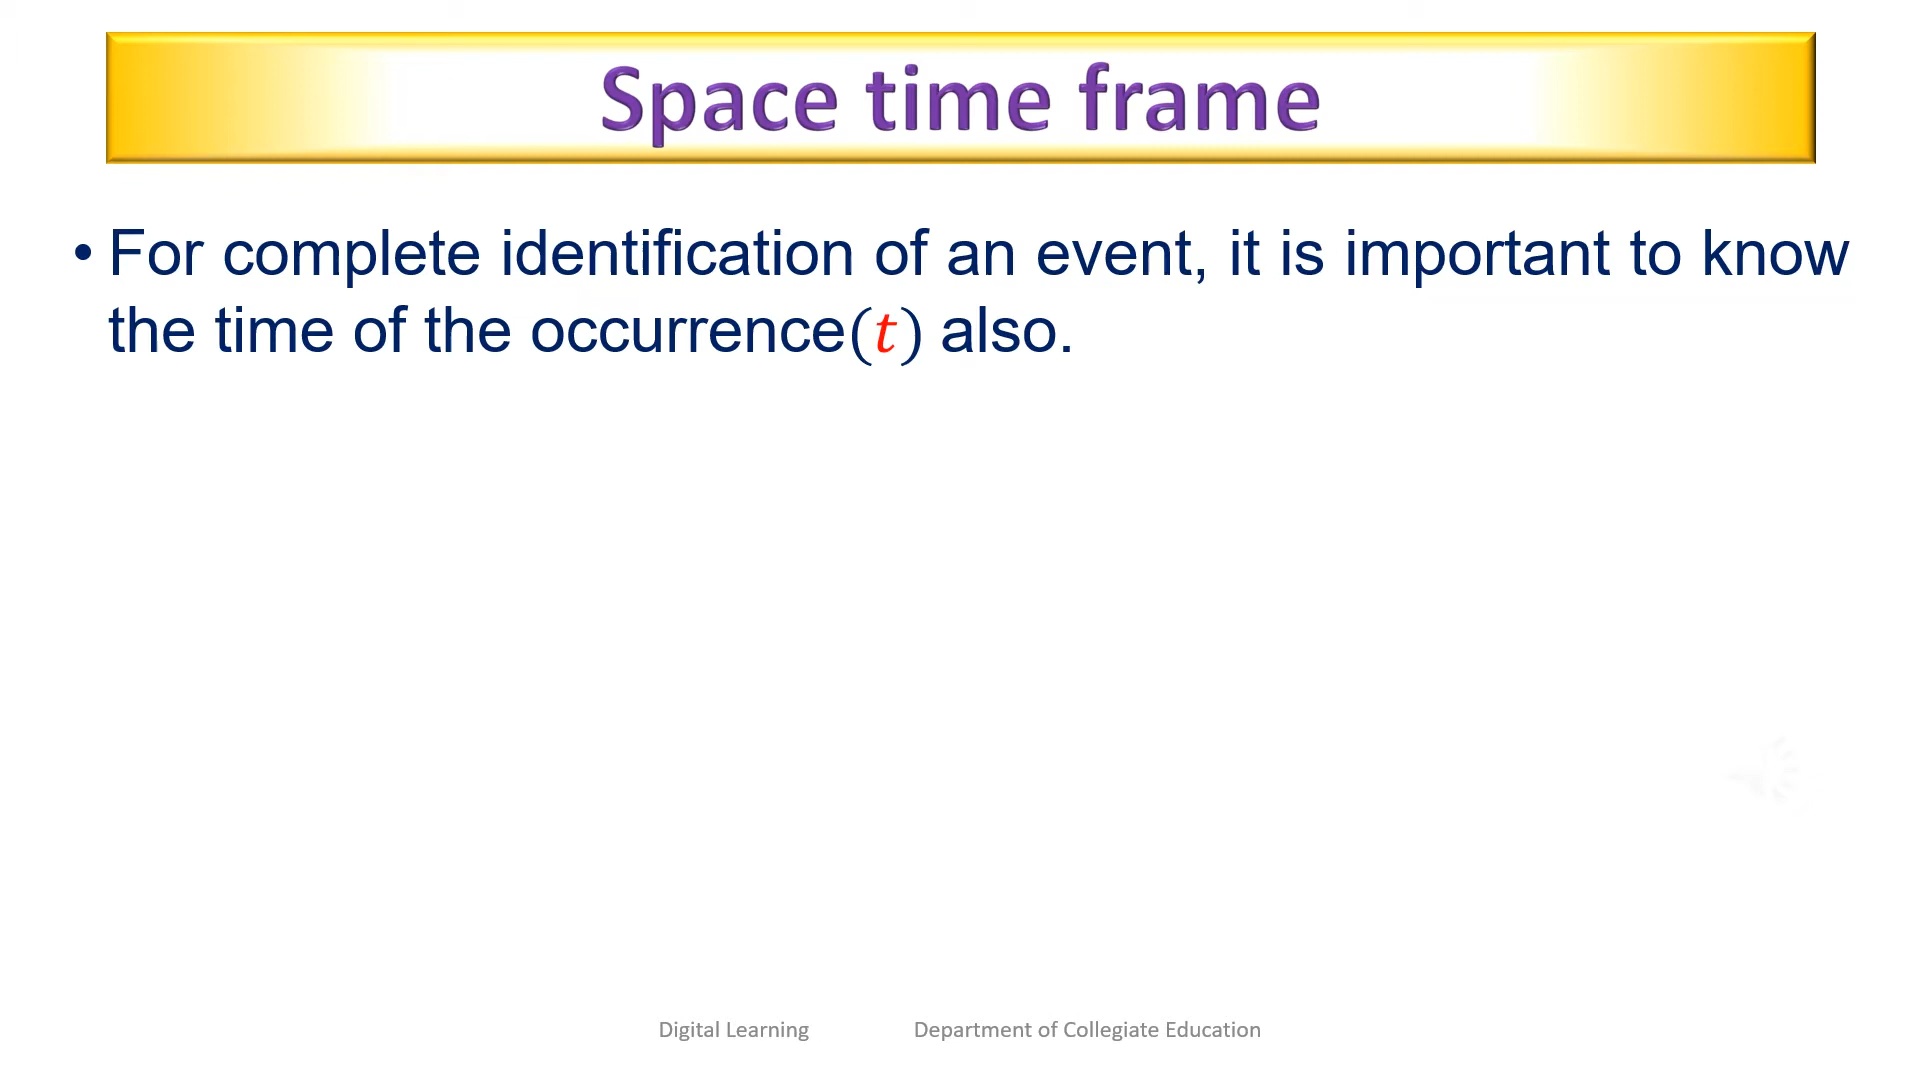 Space time frame
• For complete identification of an event, it is important to know
the time of the occurrence(t) also.
Digital Learning Department of Collegiate Education